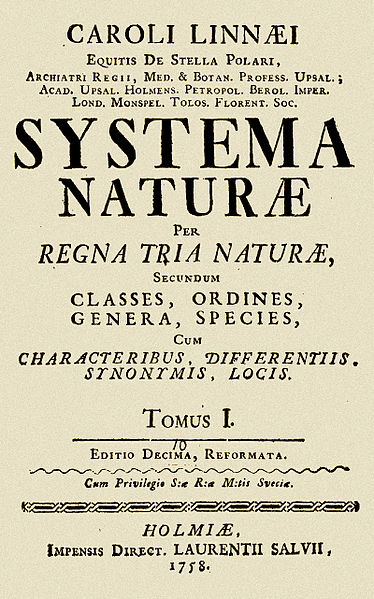 CAROLI LINNÆI
EQUITIS DE STELLA POLARI,
ARCHIATRI REGII, MED. & BOTAN. PROFESS. UPSAL.;
ACAD. UPSAL. HOLMENS. PETROPOL. BEROL. IMPER.
LOND. MONSPEL. TOLOS. FLORENT. SOC.
SYSTEMA
NATURÆ
PER
REGNA TRIA NATURÆ,
SECUNDUM
CLASSES, ORDINES,
GENERA, SPECIES,
CUM
CHARACTERIBUS, DIFFERENTIIS.
SYNONYMIS, LOCIS.
TOMUS I.
10
EDITIO DECIMA, REFORMATA.
Cum Privilegio S:æ R:æ M:tis Sveciæ.
HOLMIÆ,
IMPENSIS DIRECT. LAURENTII SALVII,
1758.